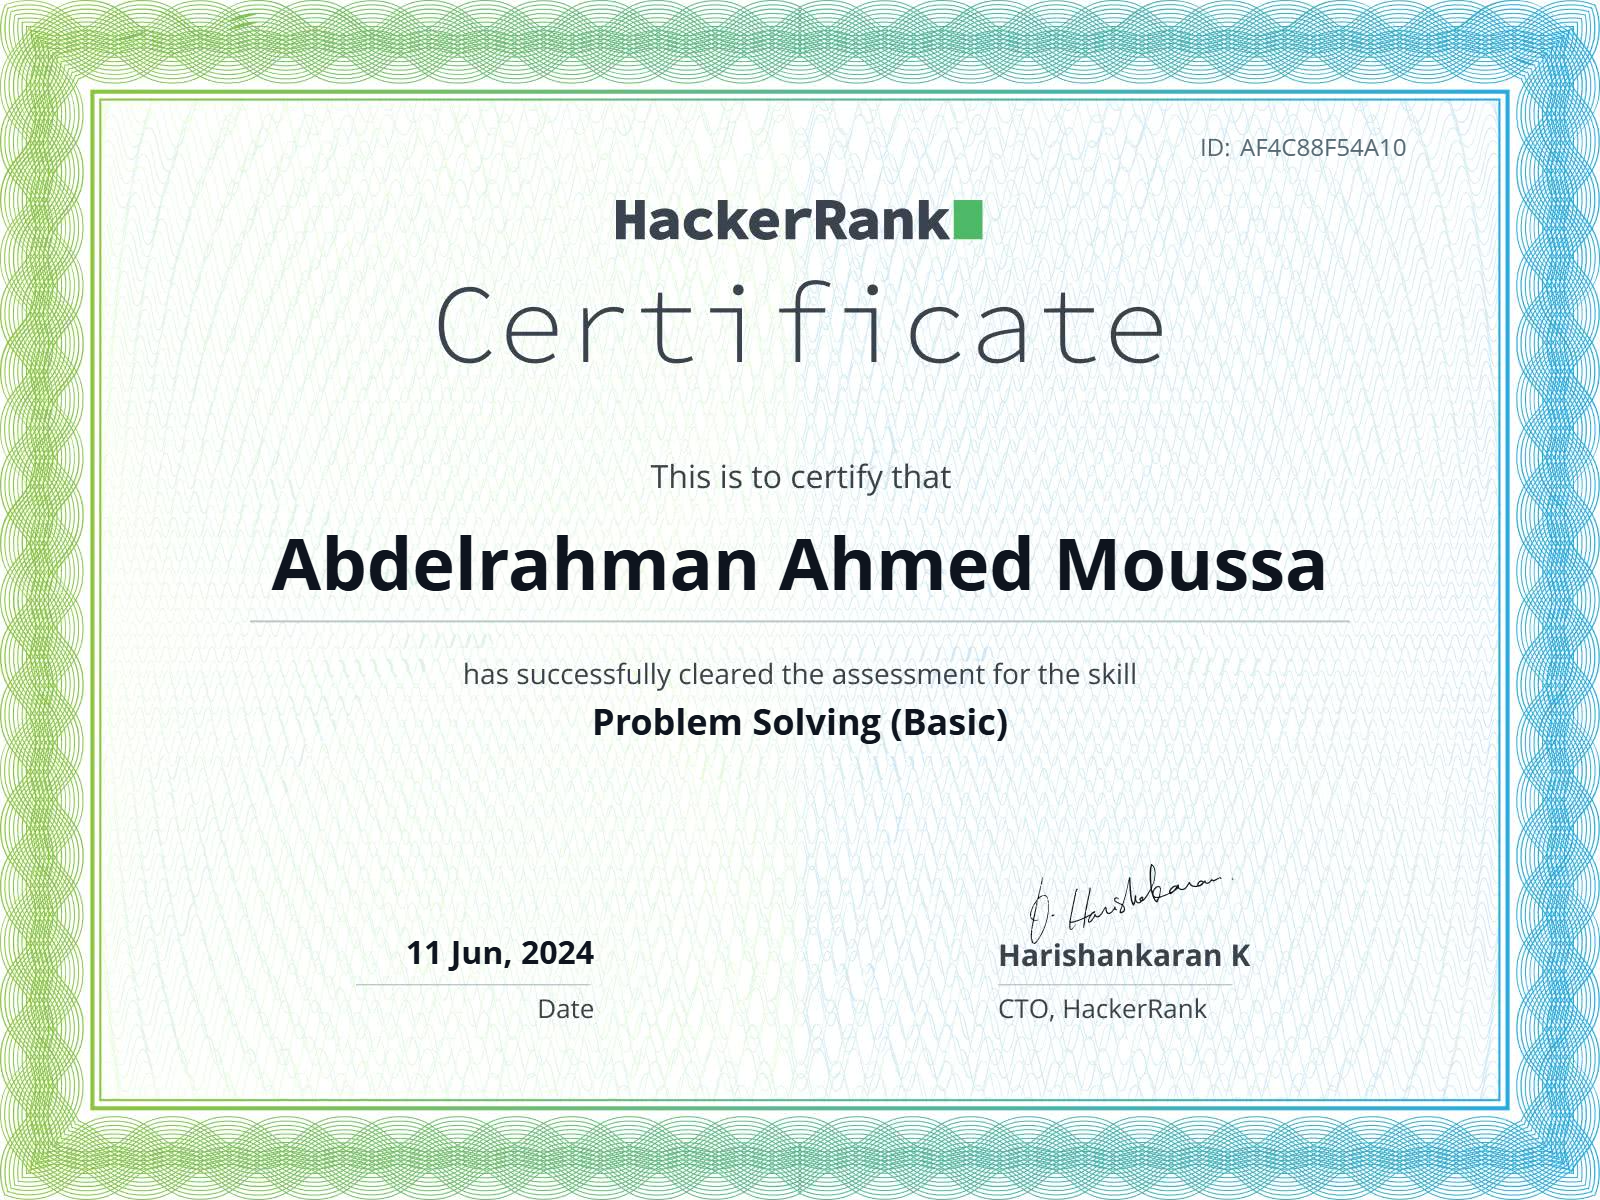 ID: AF4C88F54A10
HackerRank
Certificate
This is to certify that
Abdelrahman Ahmed Moussa
has successfully cleared the assessment for the skill
Problem Solving (Basic)
11 Jun, 2024
Date
Harishankaran
Harishankaran K
CTO, HackerRank